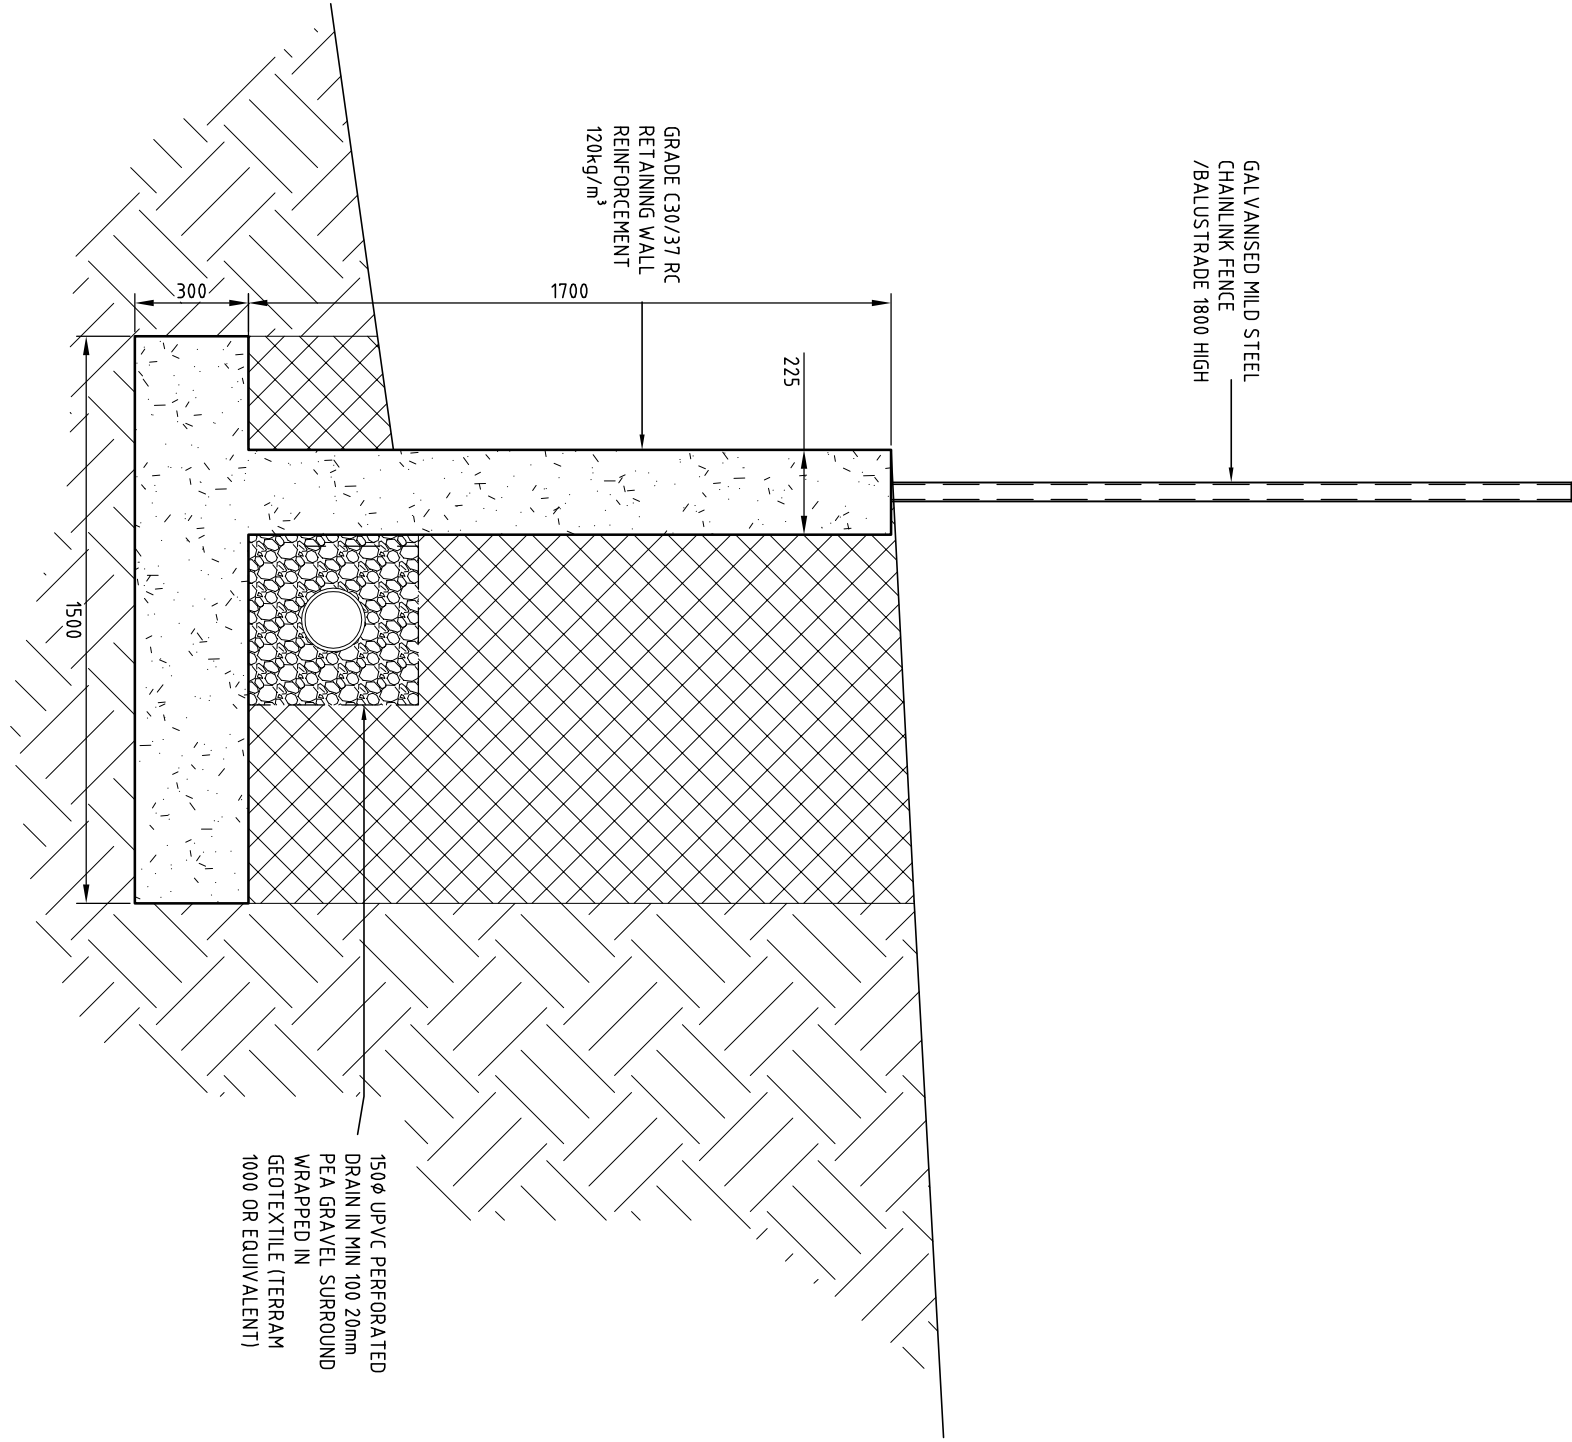 GALVANISED MILD STEEL
CHAINLINK FENCE
/BALUSTRADE 1800 HIGH
GRADE C30/37 RC
RETAINING WALL
REINFORCEMENT
120kg/m³
225
1700
300
1500
150ϕ UPVC PERFORATED
DRAIN IN MIN 100 20mm
PEA GRAVEL SURROUND
WRAPPED IN
GEOTEXTILE (TERRAM
1000 OR EQUIVALENT)